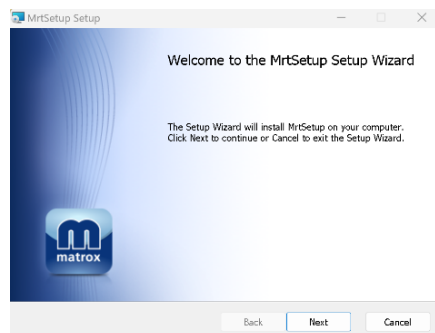 MrtSetup Setup
Welcome to the MrtSetup Setup Wizard
The Setup Wizard will install MrtSetup on your computer.
Click Next to continue or Cancel to exit the Setup Wizard.
m
matrox
Back Next Cancel